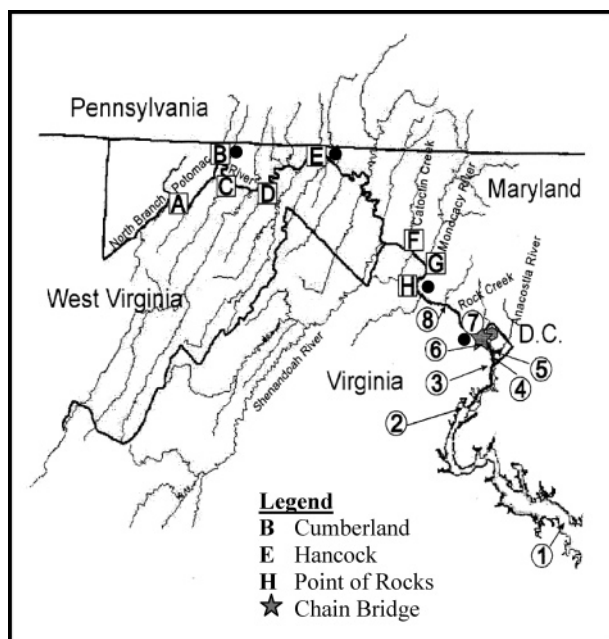 Pennsylvania
B
E
C
D
A
North Branch Potomac River
Catoctin Creek
Monocacy River
Maryland
F
G
H
West Virginia
Rock Creek
Anacostia River
8
7
D.C.
6
5
Shenandoah River
Virginia
3
4
2
Legend
B Cumberland
E Hancock
H Point of Rocks
Chain Bridge
1